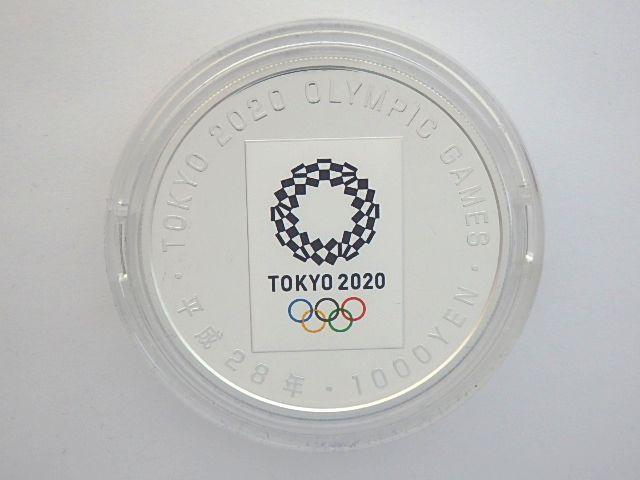 TOKYO 2020 OLYMPIC GAMES
TOKYO 2020
平成28年・1000YEN